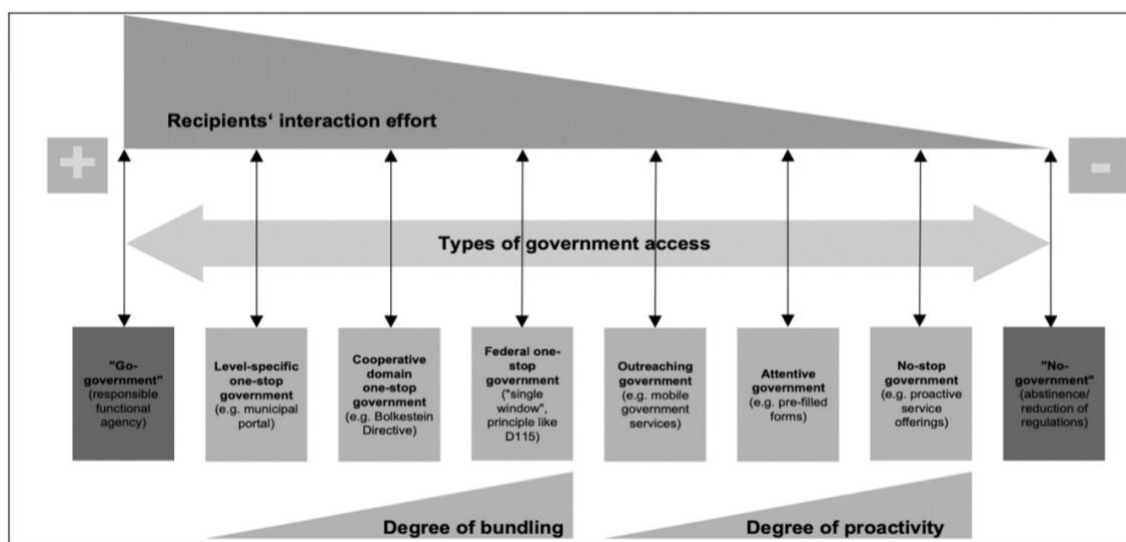 Recipients‘ interaction effort
+
-
Types of government access
"Go-
government"
(responsible
functional
agency)
Level-specific
one-stop
government
(e.g. municipal
portal)
Cooperative
domain
one-stop
government
(e.g. Bolkestein
Directive)
Federal one-
stop
government
("single
window",
principle like
D115)
Outreaching
government
(e.g. mobile
government
services)
Attentive
government
(e.g. pre-filled
forms)
No-stop
government
(e.g. proactive
service
offerings)
"No-
government"
(abstinence/
reduction of
regulations)
Degree of bundling
Degree of proactivity